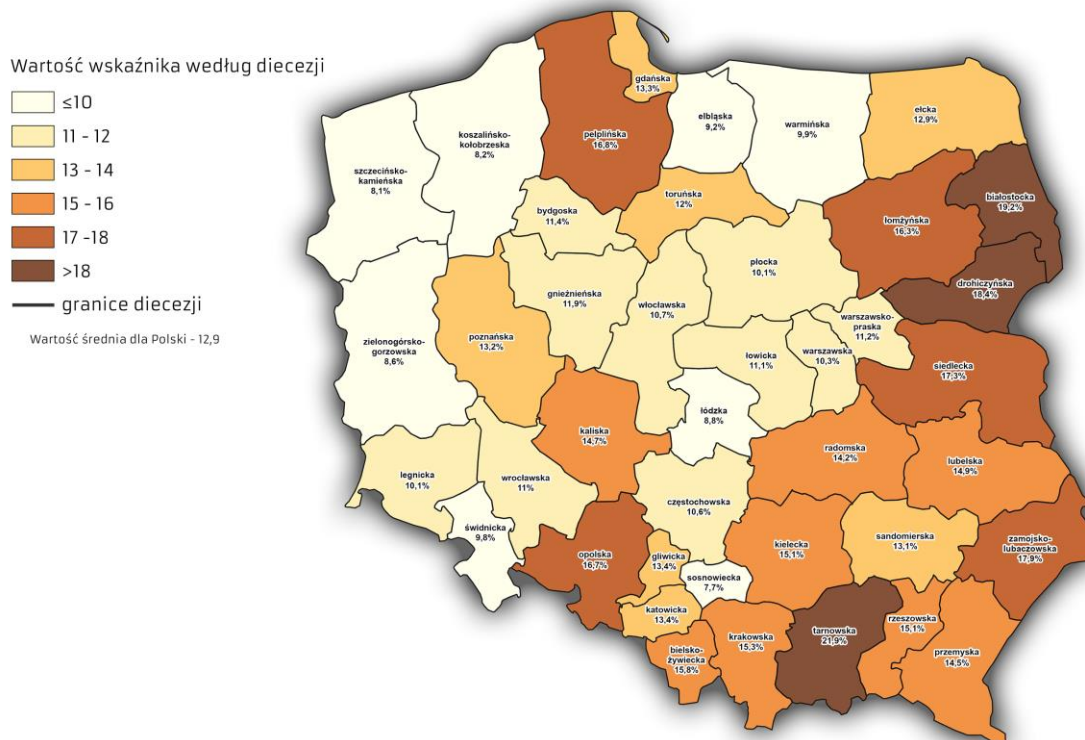 Wartość wskaźnika według diecezji
≤10
11 - 12
13 - 14
15 - 16
17 -18
>18
granice diecezji
Wartość średnia dla Polski - 12,9
gdańska
13,3%
elbląska
9,2%
warmińska
9,9%
ełcka
12,9%
koszalińsko-
kołobrzeska
8,2%
pelplińska
16,8%
szczecińsko-
kamieńska
8,1%
bydgoska
11,4%
toruńska
12%
łomżyńska
16,3%
białostocka
19,2%
płocka
10,1%
drohiczyńska
18,4%
gnieźnieńska
11,9%
włocławska
10,7%
zielonogórsko-
gorzowska
8,6%
poznańska
13,2%
łowicka
11,1%
warszawska
10,3%
warszawsko-
praska
11,2%
siedlecka
17,3%
łódzka
8,8%
kaliska
14,7%
radomska
14,2%
lubelska
14,9%
legnicka
10,1%
wrocławska
11%
częstochowska
10,6%
świdnicka
9,8%
opolska
16,7%
gliwicka
13,4%
sosnowiecka
7,7%
kielecka
15,1%
sandomierska
13,1%
zamojsko-
lubaczowska
17,9%
katowicka
13,4%
bielsko-
żywiecka
15,8%
krakowska
15,3%
tarnowska
21,9%
rzeszowska
15,1%
przemyska
14,5%